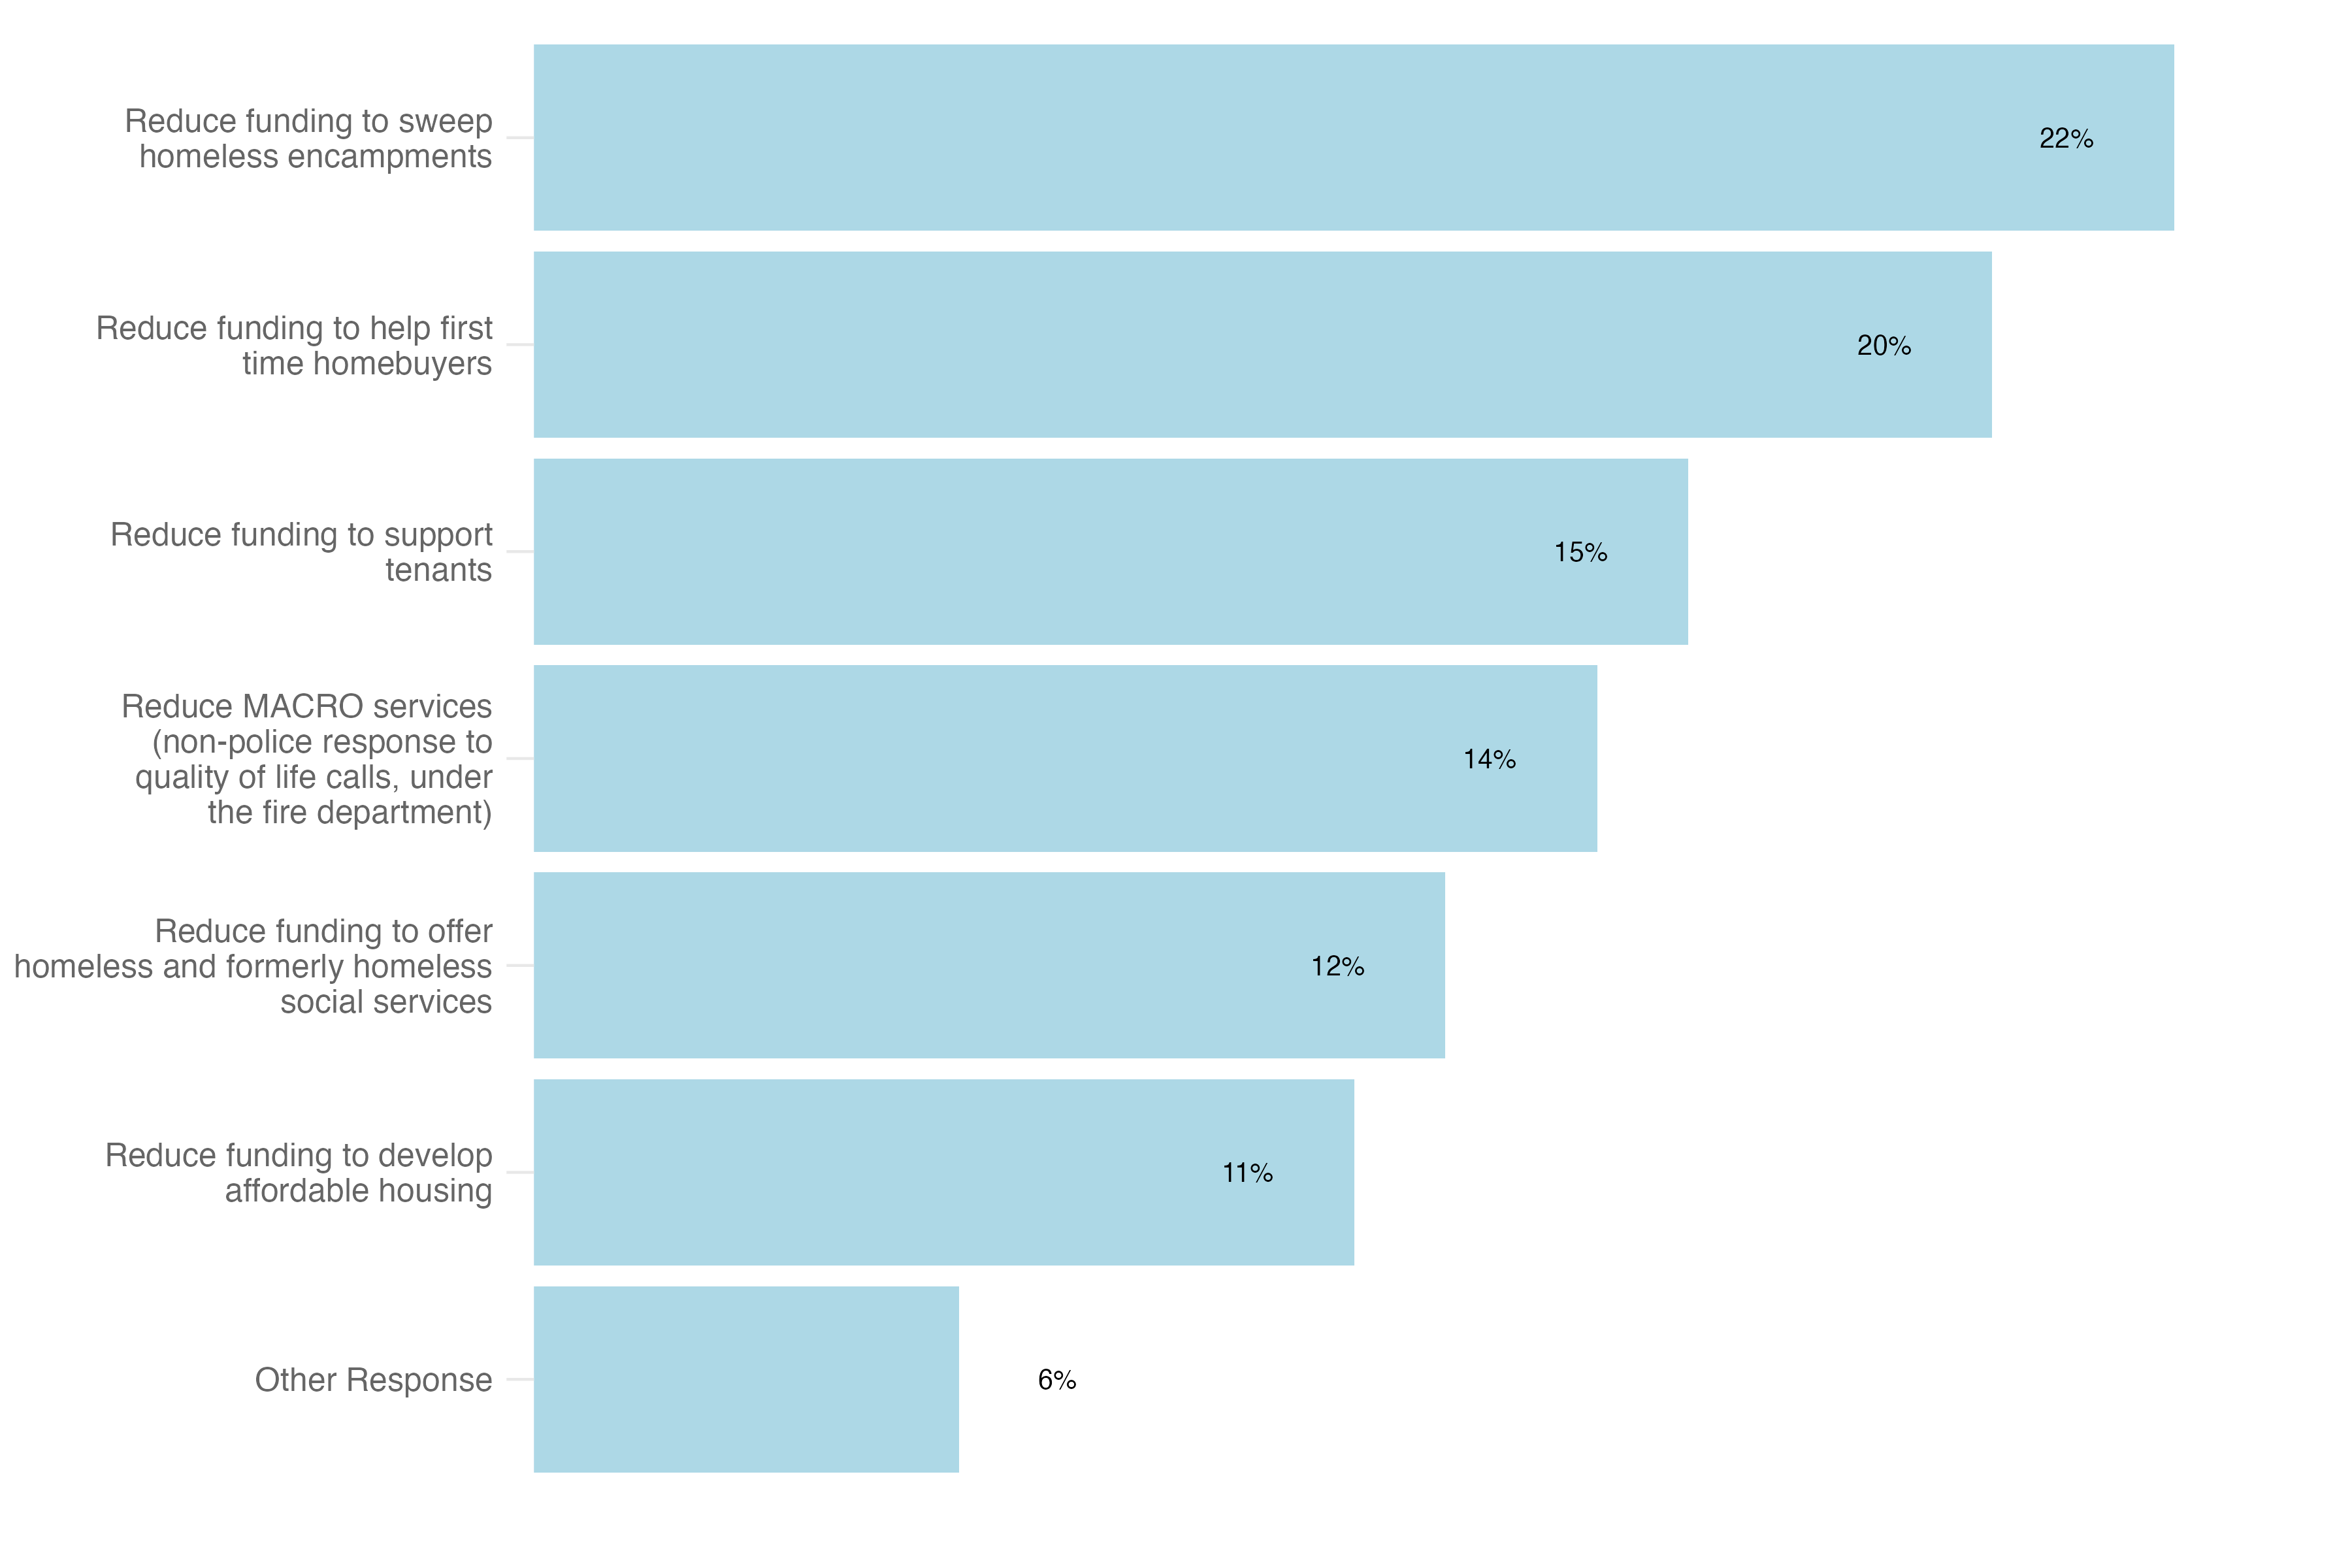 Reduce funding to sweep
homeless encampments
22%
Reduce funding to help first
time homebuyers
20%
Reduce funding to support
tenants
15%
Reduce MACRO services
(non-police response to
quality of life calls, under
the fire department)
14%
Reduce funding to offer
homeless and formerly homeless
social services
12%
Reduce funding to develop
affordable housing
11%
Other Response
6%